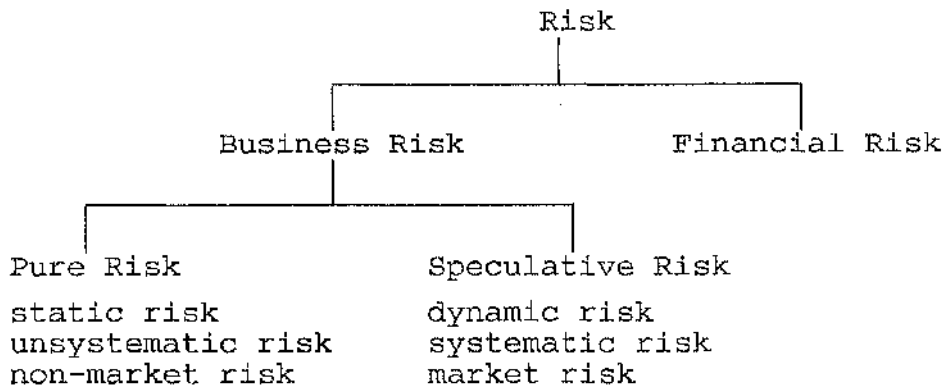 Risk
Business Risk Financial Risk
Pure Risk Speculative Risk
static risk dynamic risk
unsystematic risk systematic risk
non-market risk market risk